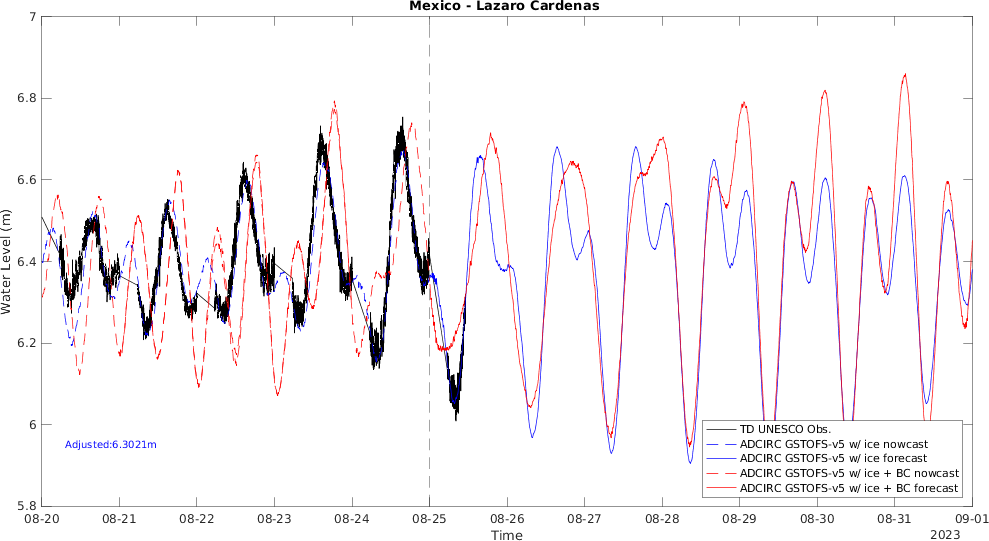 Mexico - Lazaro Cardenas
7
6.8
6.6
6.4
6.2
6
5.8
Water Level (m)
Adjusted:6.3021m
TD UNESCO Obs.
ADCIRC GSTOFS-v5 w/ ice nowcast
ADCIRC GSTOFS-v5 w/ ice forecast
ADCIRC GSTOFS-v5 w/ ice + BC nowcast
ADCIRC GSTOFS-v5 w/ ice + BC forecast
08-20 08-21 08-22 08-23 08-24 08-25 08-26 08-27 08-28 08-29 08-30 08-31 09-01
Time
2023